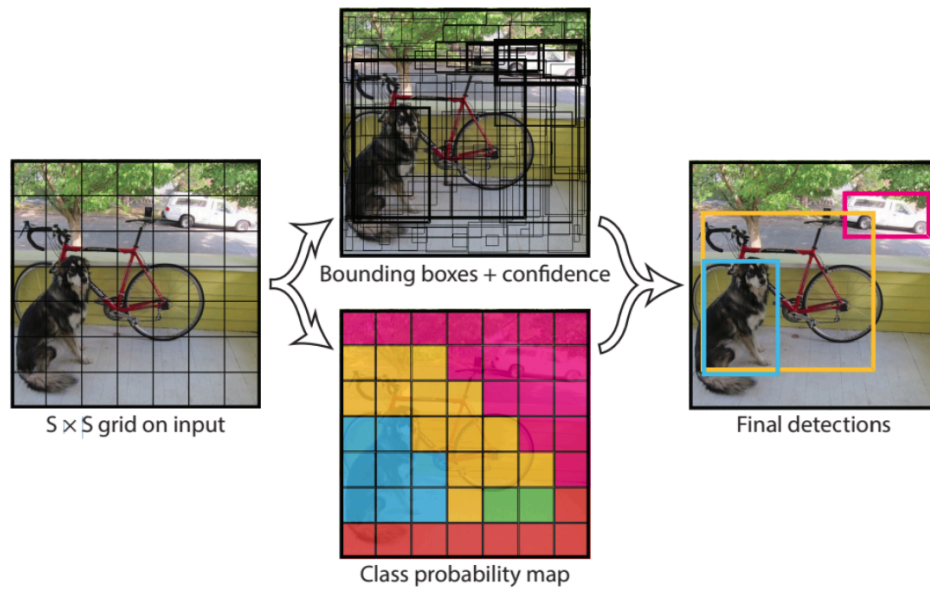 Bounding boxes + confidence
S × S grid on input
Final detections
Class probability map